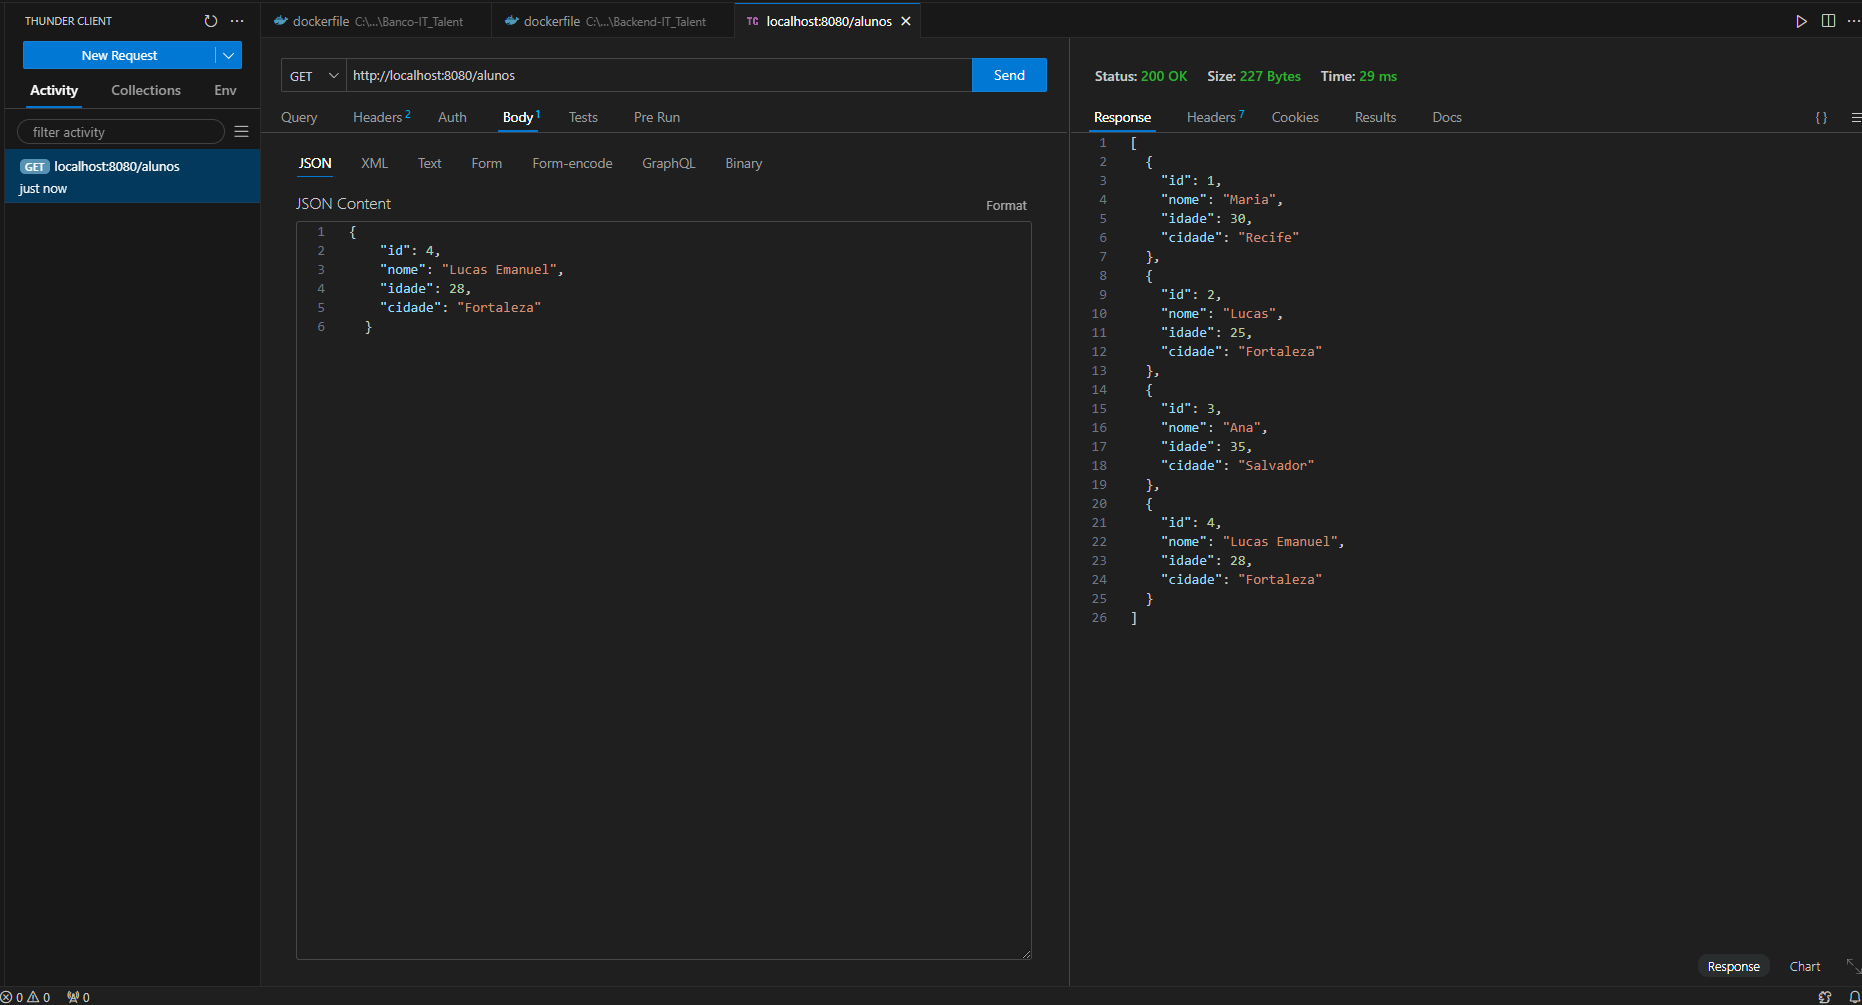 THUNDER CLIENT
New Request
Activity Collections Env
filter activity
GET localhost:8080/alunos
just now
dockerfile C:\...\Banco-IT_Talent
dockerfile C:\...\Backend-IT_Talent
TC localhost:8080/alunos
GET http://localhost:8080/alunos Send
Query Headers 2 Auth Body 1 Tests Pre Run
JSON XML Text Form Form-encode GraphQL Binary
JSON Content Format
1 {
2 "id": 4,
3 "nome": "Lucas Emanuel",
4 "idade": 28,
5 "cidade": "Fortaleza"
6 }
Status: 200 OK Size: 227 Bytes Time: 29 ms
Response Headers 7 Cookies Results Docs { }
1 [
2 {
3 "id": 1,
4 "nome": "Maria",
5 "idade": 30,
6 "cidade": "Recife"
7 },
8 {
9 "id": 2,
10 "nome": "Lucas",
11 "idade": 25,
12 "cidade": "Fortaleza"
13 },
14 {
15 "id": 3,
16 "nome": "Ana",
17 "idade": 35,
18 "cidade": "Salvador"
19 },
20 {
21 "id": 4,
22 "nome": "Lucas Emanuel",
23 "idade": 28,
24 "cidade": "Fortaleza"
25 }
26 ]
Response Chart
0 0 0